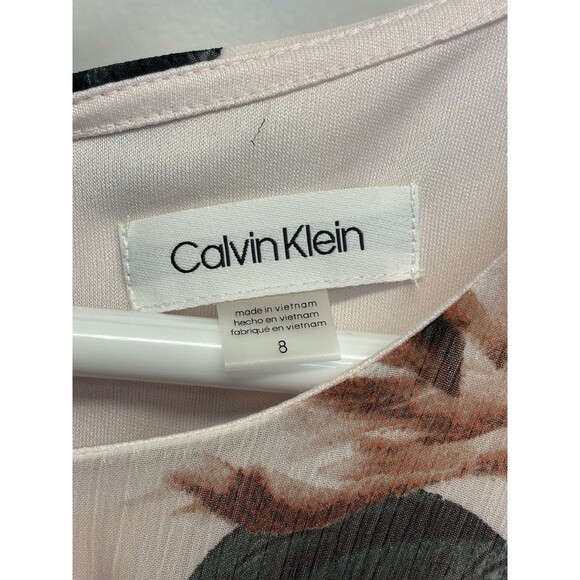 Calvin Klein
made in vietnam
hecho en vietnam
fabriqué en vietnam
8